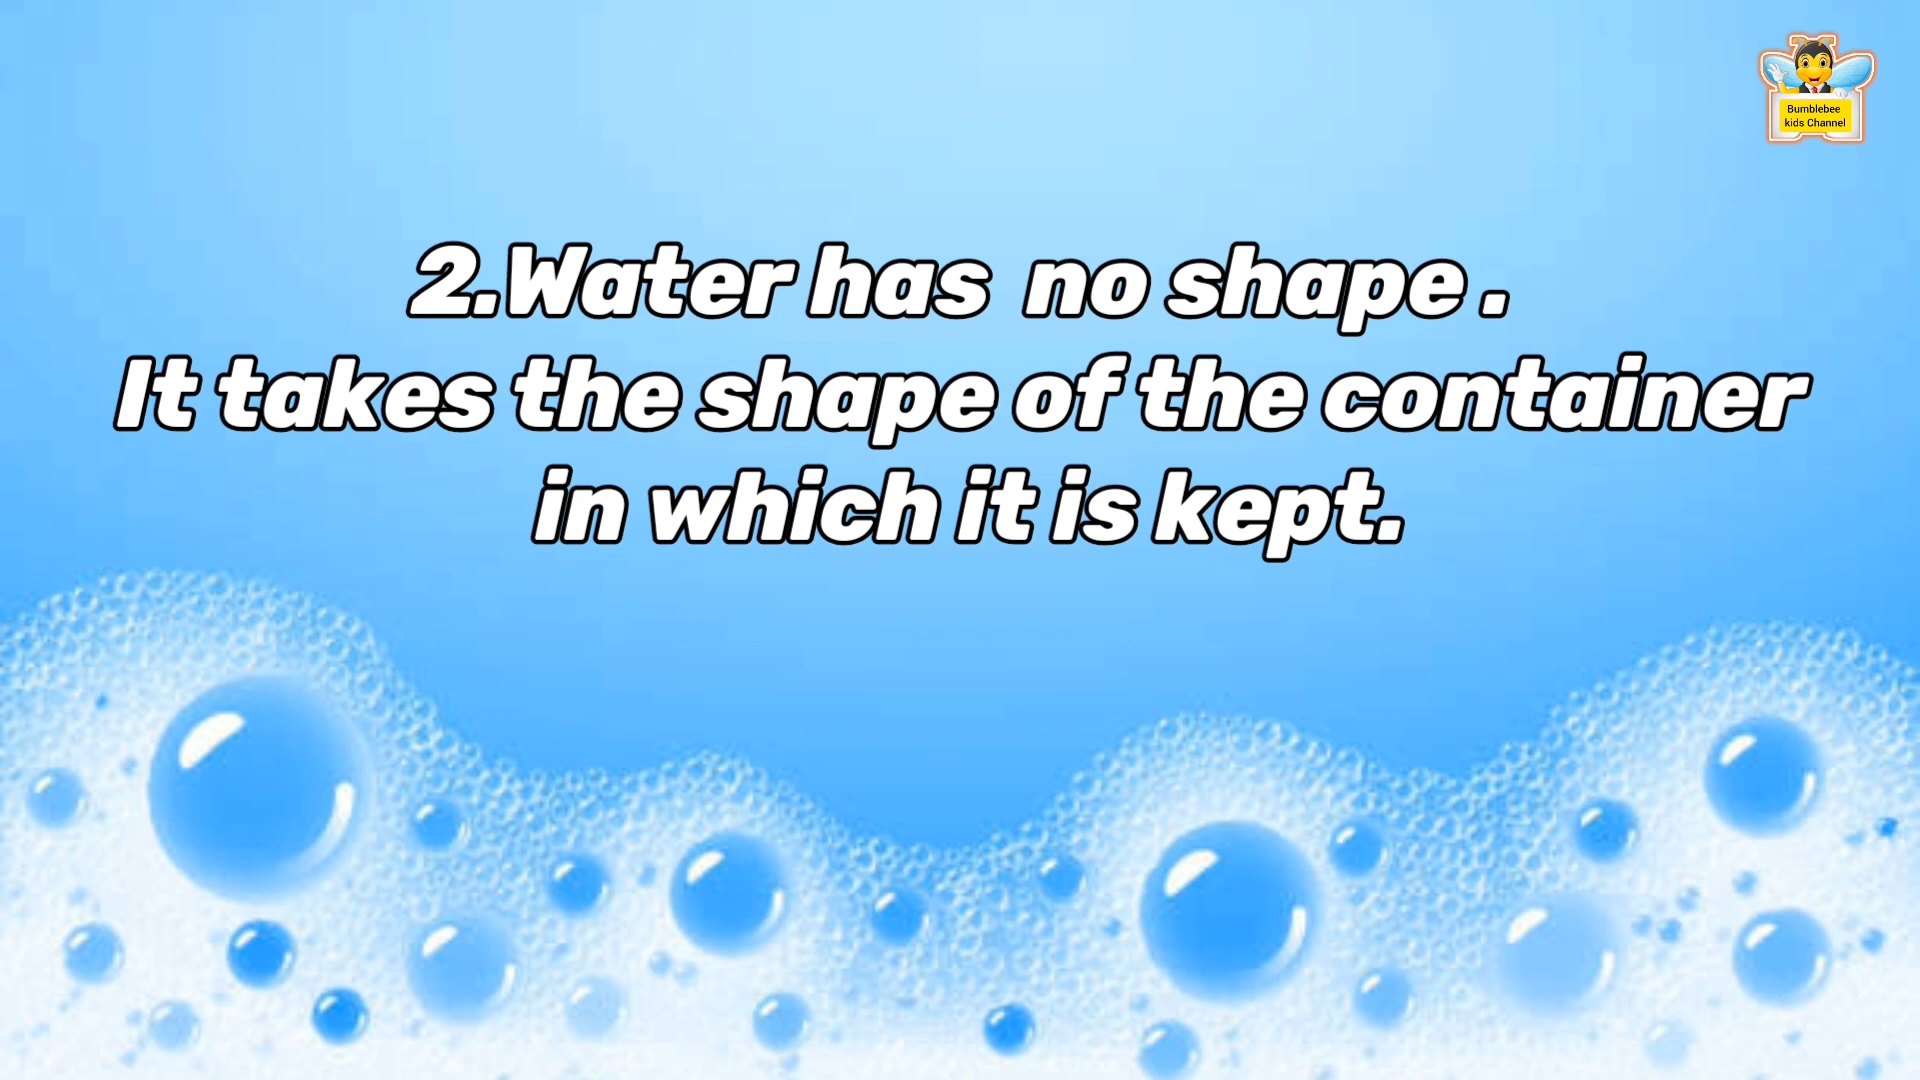 Bumblebee
kids Channel
2.Water has  no shape .
It takes the shape of the container
in which it is kept.